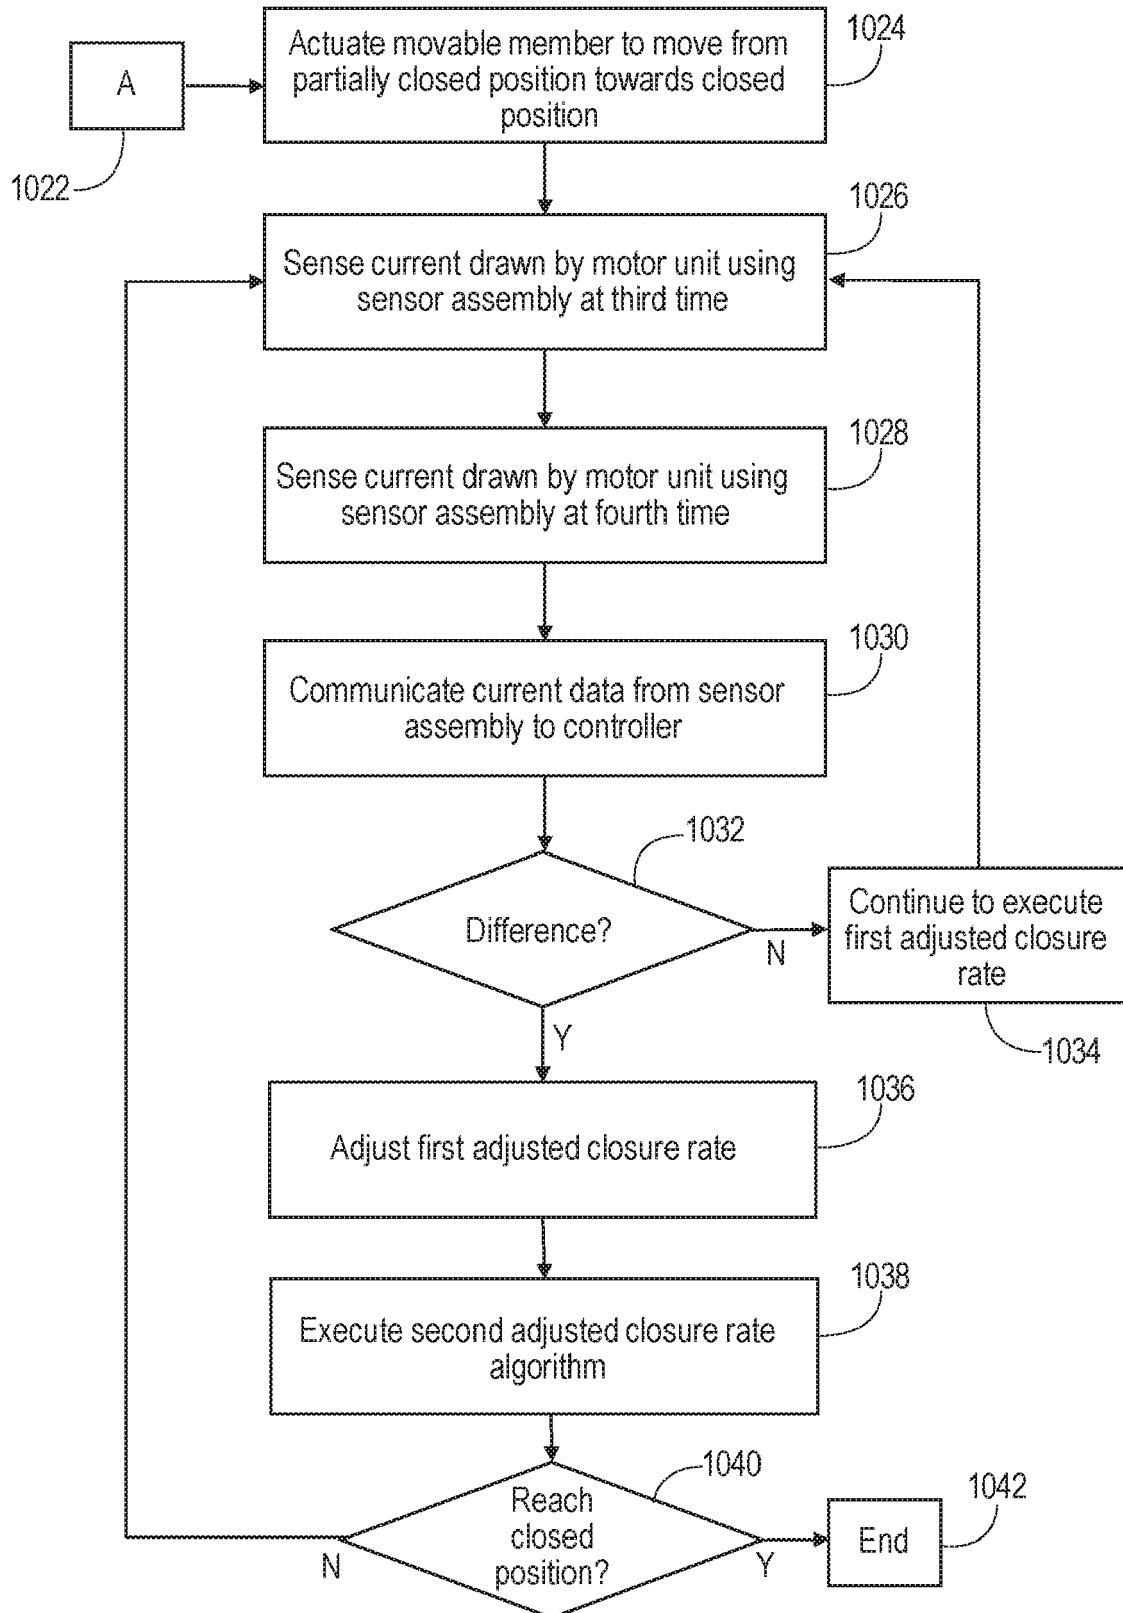 Actuate movable member to move from
partially closed position towards closed
position
1024
A
1022
1026
Sense current drawn by motor unit using
sensor assembly at third time
1028
Sense current drawn by motor unit using
sensor assembly at fourth time
1030
Communicate current data from sensor
assembly to controller
1032
Difference?
N
Continue to execute
first adjusted closure
rate
1034
Y
1036
Adjust first adjusted closure rate
1038
Execute second adjusted closure rate
algorithm
1040
Reach
closed
position?
N
Y
End
1042